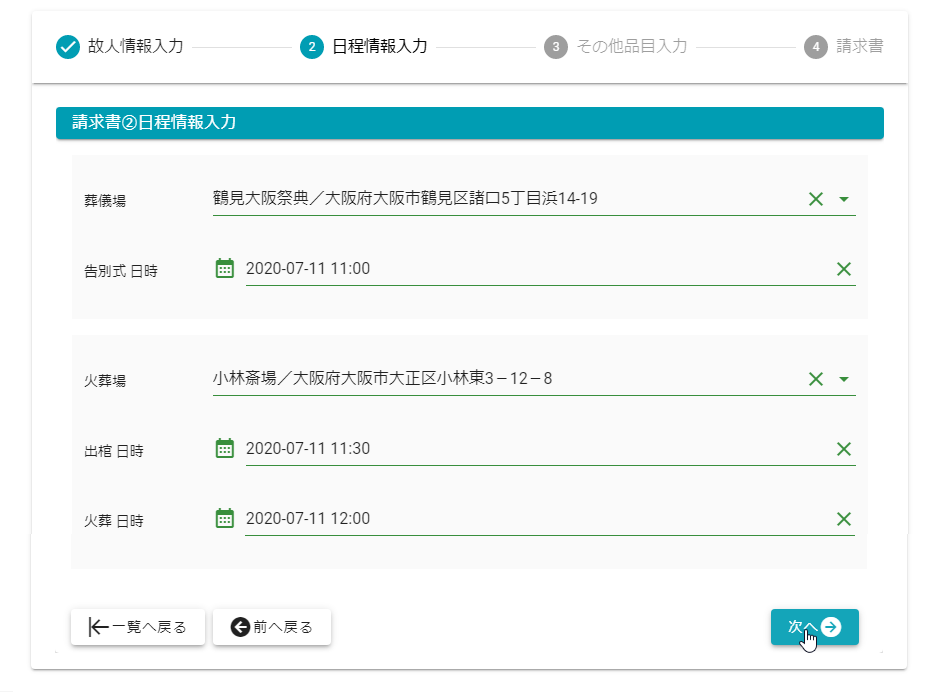 故人情報入力 2 日程情報入力 3 その他品目入力 4 請求書
請求書②日程情報入力
葬儀場 鶴見大阪祭典／大阪府大阪市鶴見区諸口5丁目浜14-19
告別式 日時 2020-07-11 11:00
火葬場 小林斎場／大阪府大阪市大正区小林東3－12－8
出棺 日時 2020-07-11 11:30
火葬 日時 2020-07-11 12:00
一覧へ戻る 前へ戻る 次へ